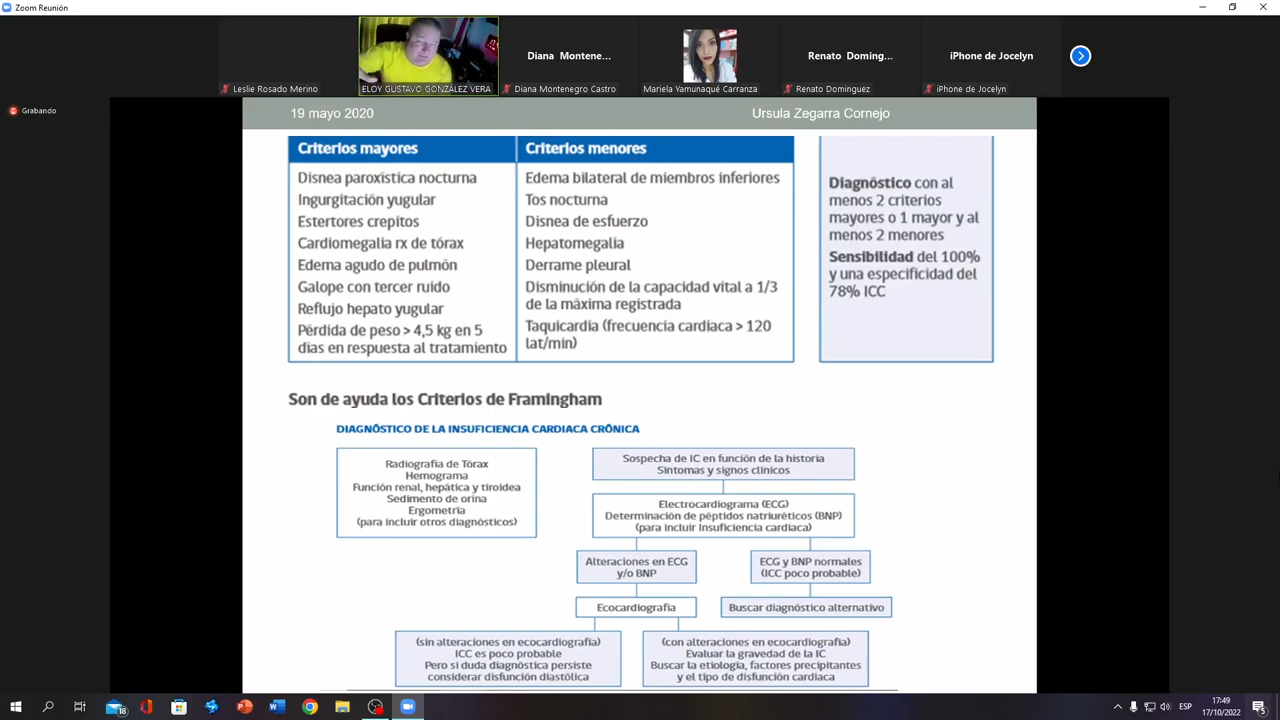 Zoom Reunión
Diana Montene...
Renato Doming...
iPhone de Jocelyn
Leslie Rosado Merino
ELOY GUSTAVO GONZÁLEZ VERA
Diana Montenegro Castro
Mariela Yamunaqué Carranza
Renato Dominguez
iPhone de Jocelyn
Grabando
19 mayo 2020
Ursula Zegarra Cornejo
Criterios mayores
Disnea paroxística nocturna
Ingurgitación yugular
Estertores crepitos
Cardiomegalia rx de tórax
Edema agudo de pulmón
Galope con tercer ruido
Reflujo hepato yugular
Pérdida de peso > 4,5 kg en 5
días en respuesta al tratamiento
Criterios menores
Edema bilateral de miembros inferiores
Tos nocturna
Disnea de esfuerzo
Hepatomegalia
Derrame pleural
Disminución de la capacidad vital a 1/3
de la máxima registrada
Taquicardia (frecuencia cardíaca > 120
lat/min)
Diagnóstico con al
menos 2 criterios
mayores o 1 mayor y al
menos 2 menores
Sensibilidad del 100%
y una especificidad del
78% ICC
Son de ayuda los Criterios de Framingham
DIAGNÓSTICO DE LA INSUFICIENCIA CARDIACA CRÓNICA
Radiografía de Tórax
Hemograma
Función renal, hepática y tiroidea
Sedimento de orina
Ergometría
(para incluir otros diagnósticos)
Sospecha de IC en función de la historia
Síntomas y signos clínicos
Electrocardiograma (ECG)
Determinación de péptidos natriuréticos (BNP)
(para incluir Insuficiencia cardíaca)
Alteraciones en ECG
y/o BNP
ECG y BNP normales
(ICC poco probable)
Ecocardiografía
Buscar diagnóstico alternativo
(sin alteraciones en ecocardiografía)
ICC es poco probable
Pero si duda diagnóstica persiste
considerar disfunción diastólica
(con alteraciones en ecocardiografía)
Evaluar la gravedad de la IC
Buscar la etiología, factores precipitantes
y el tipo de disfunción cardiaca
18
ESP
17:49
17/10/2022
5